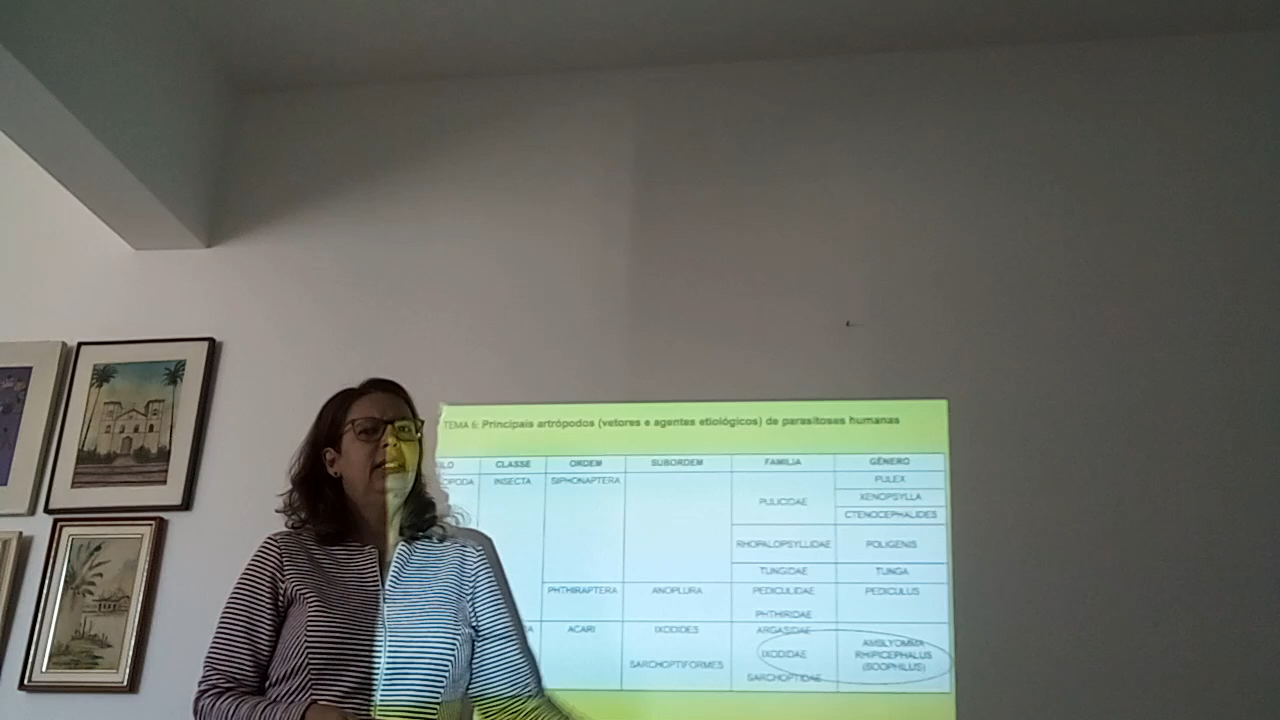 TEMA 6: Principais artrópodos (vetores e agentes etiológicos) de parasitoses humanas
CLASSE ORDEM SUBORDEM FAMILIA GÊNERO
INSECTA SIPHONAPTERA PULICIDAE PULEX
XENOPSYLLA
CTENOCEPHALIDES
RHOPALOPSYLLIDAE POLIGENIS
TUNGIDAE TUNGA
PHTHIRAPTERA ANOPLURA PEDICULIDAE PEDICULUS
PHTHIRIDAE
ACARI IXODIDES ARGASIDAE AMBLYOMMA
IXODIDAE RHIPICEPHALUS
SARCHOPTIFORMES (BOOPHILUS)
SARCHOPTIDAE